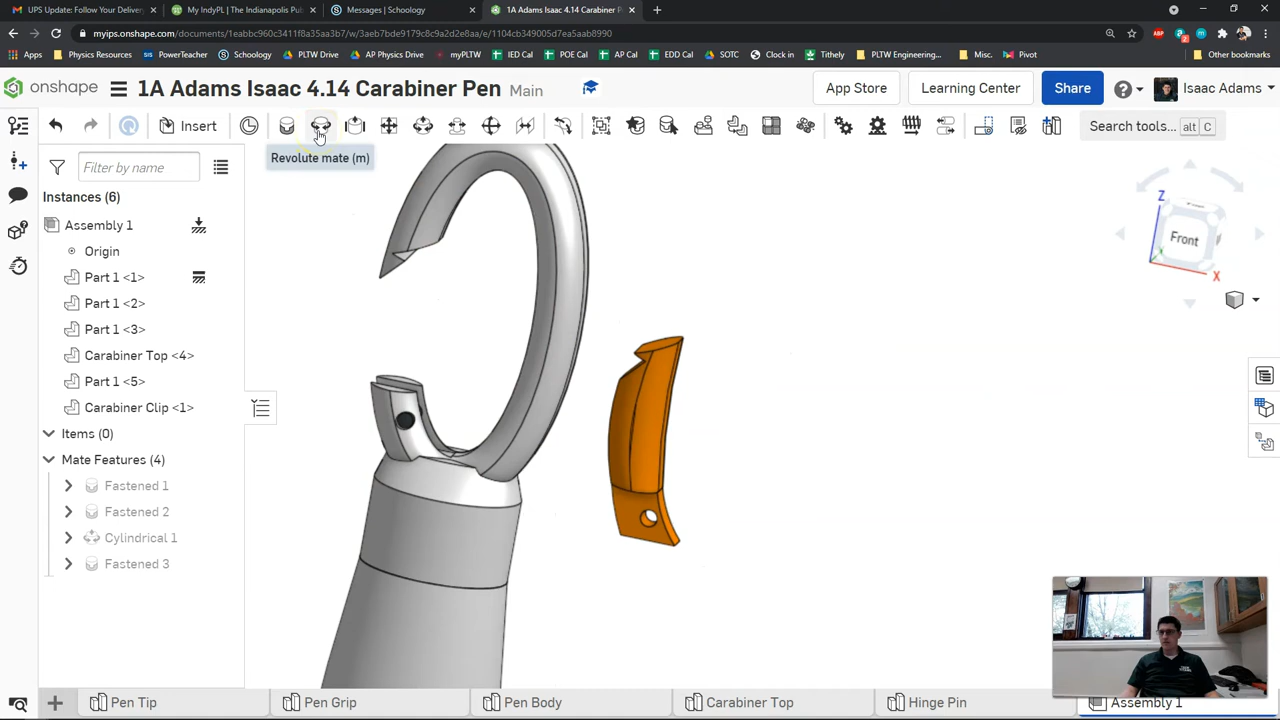 UPS Update: Follow Your Delivery
My IndyPL | The Indianapolis Public
Messages | Schoology
1A Adams Isaac 4.14 Carabiner Pen
myips.onshape.com/documents/1eabbc960c3411f8a35aa3b7/w/3aeb7bde9179c8c9a2d2e8aa/e/1104cb349005d7ea5aab8990
Apps
Physics Resources
PowerTeacher
Schoology
PLTW Drive
AP Physics Drive
myPLTW
IED Cal
POE Cal
AP Cal
EDD Cal
SOTC
Clock in
Tithely
PLTW Engineering...
Misc.
Pivot
Other bookmarks
onshape
1A Adams Isaac 4.14 Carabiner Pen Main
App Store
Learning Center
Share
Isaac Adams
Insert
Search tools... alt C
Revolute mate (m)
Filter by name
Instances (6)
Assembly 1
Origin
Part 1 <1>
Part 1 <2>
Part 1 <3>
Carabiner Top <4>
Part 1 <5>
Carabiner Clip <1>
Items (0)
Mate Features (4)
Fastened 1
Fastened 2
Cylindrical 1
Fastened 3
Z
Front
X
Pen Tip
Pen Grip
Pen Body
Carabiner Top
Hinge Pin
Assembly 1